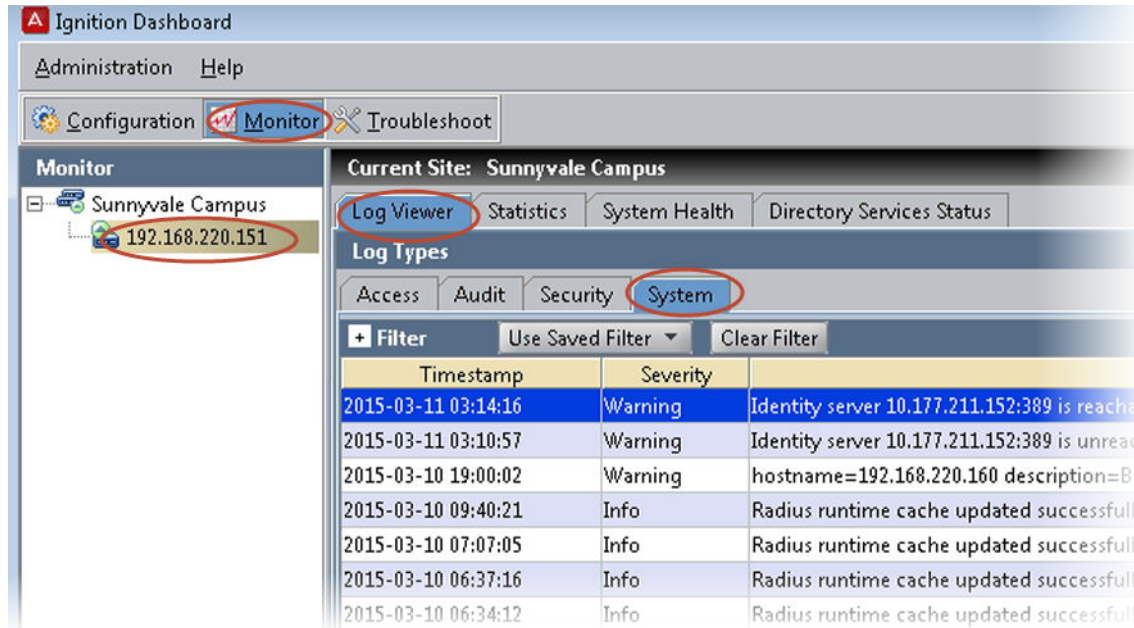 Ignition Dashboard
Administration Help
Configuration Monitor Troubleshoot
Monitor
Current Site: Sunnyvale Campus
Sunnyvale Campus
192.168.220.151
Log Viewer Statistics System Health Directory Services Status
Log Types
Access Audit Security System
+ Filter Use Saved Filter Clear Filter
Timestamp Severity
2015-03-11 03:14:16 Warning Identity server 10.177.211.152:389 is
2015-03-11 03:10:57 Warning Identity server 10.177.211.152:389 is
2015-03-10 19:00:02 Warning hostname=192.168.220.160 description=B
2015-03-10 09:40:21 Info Radius runtime cache updated
2015-03-10 07:07:05 Info Radius runtime cache updated
2015-03-10 06:37:16 Info Radius runtime cache updated
2015-03-10 06:34:12 Info Radius runtime cache updated